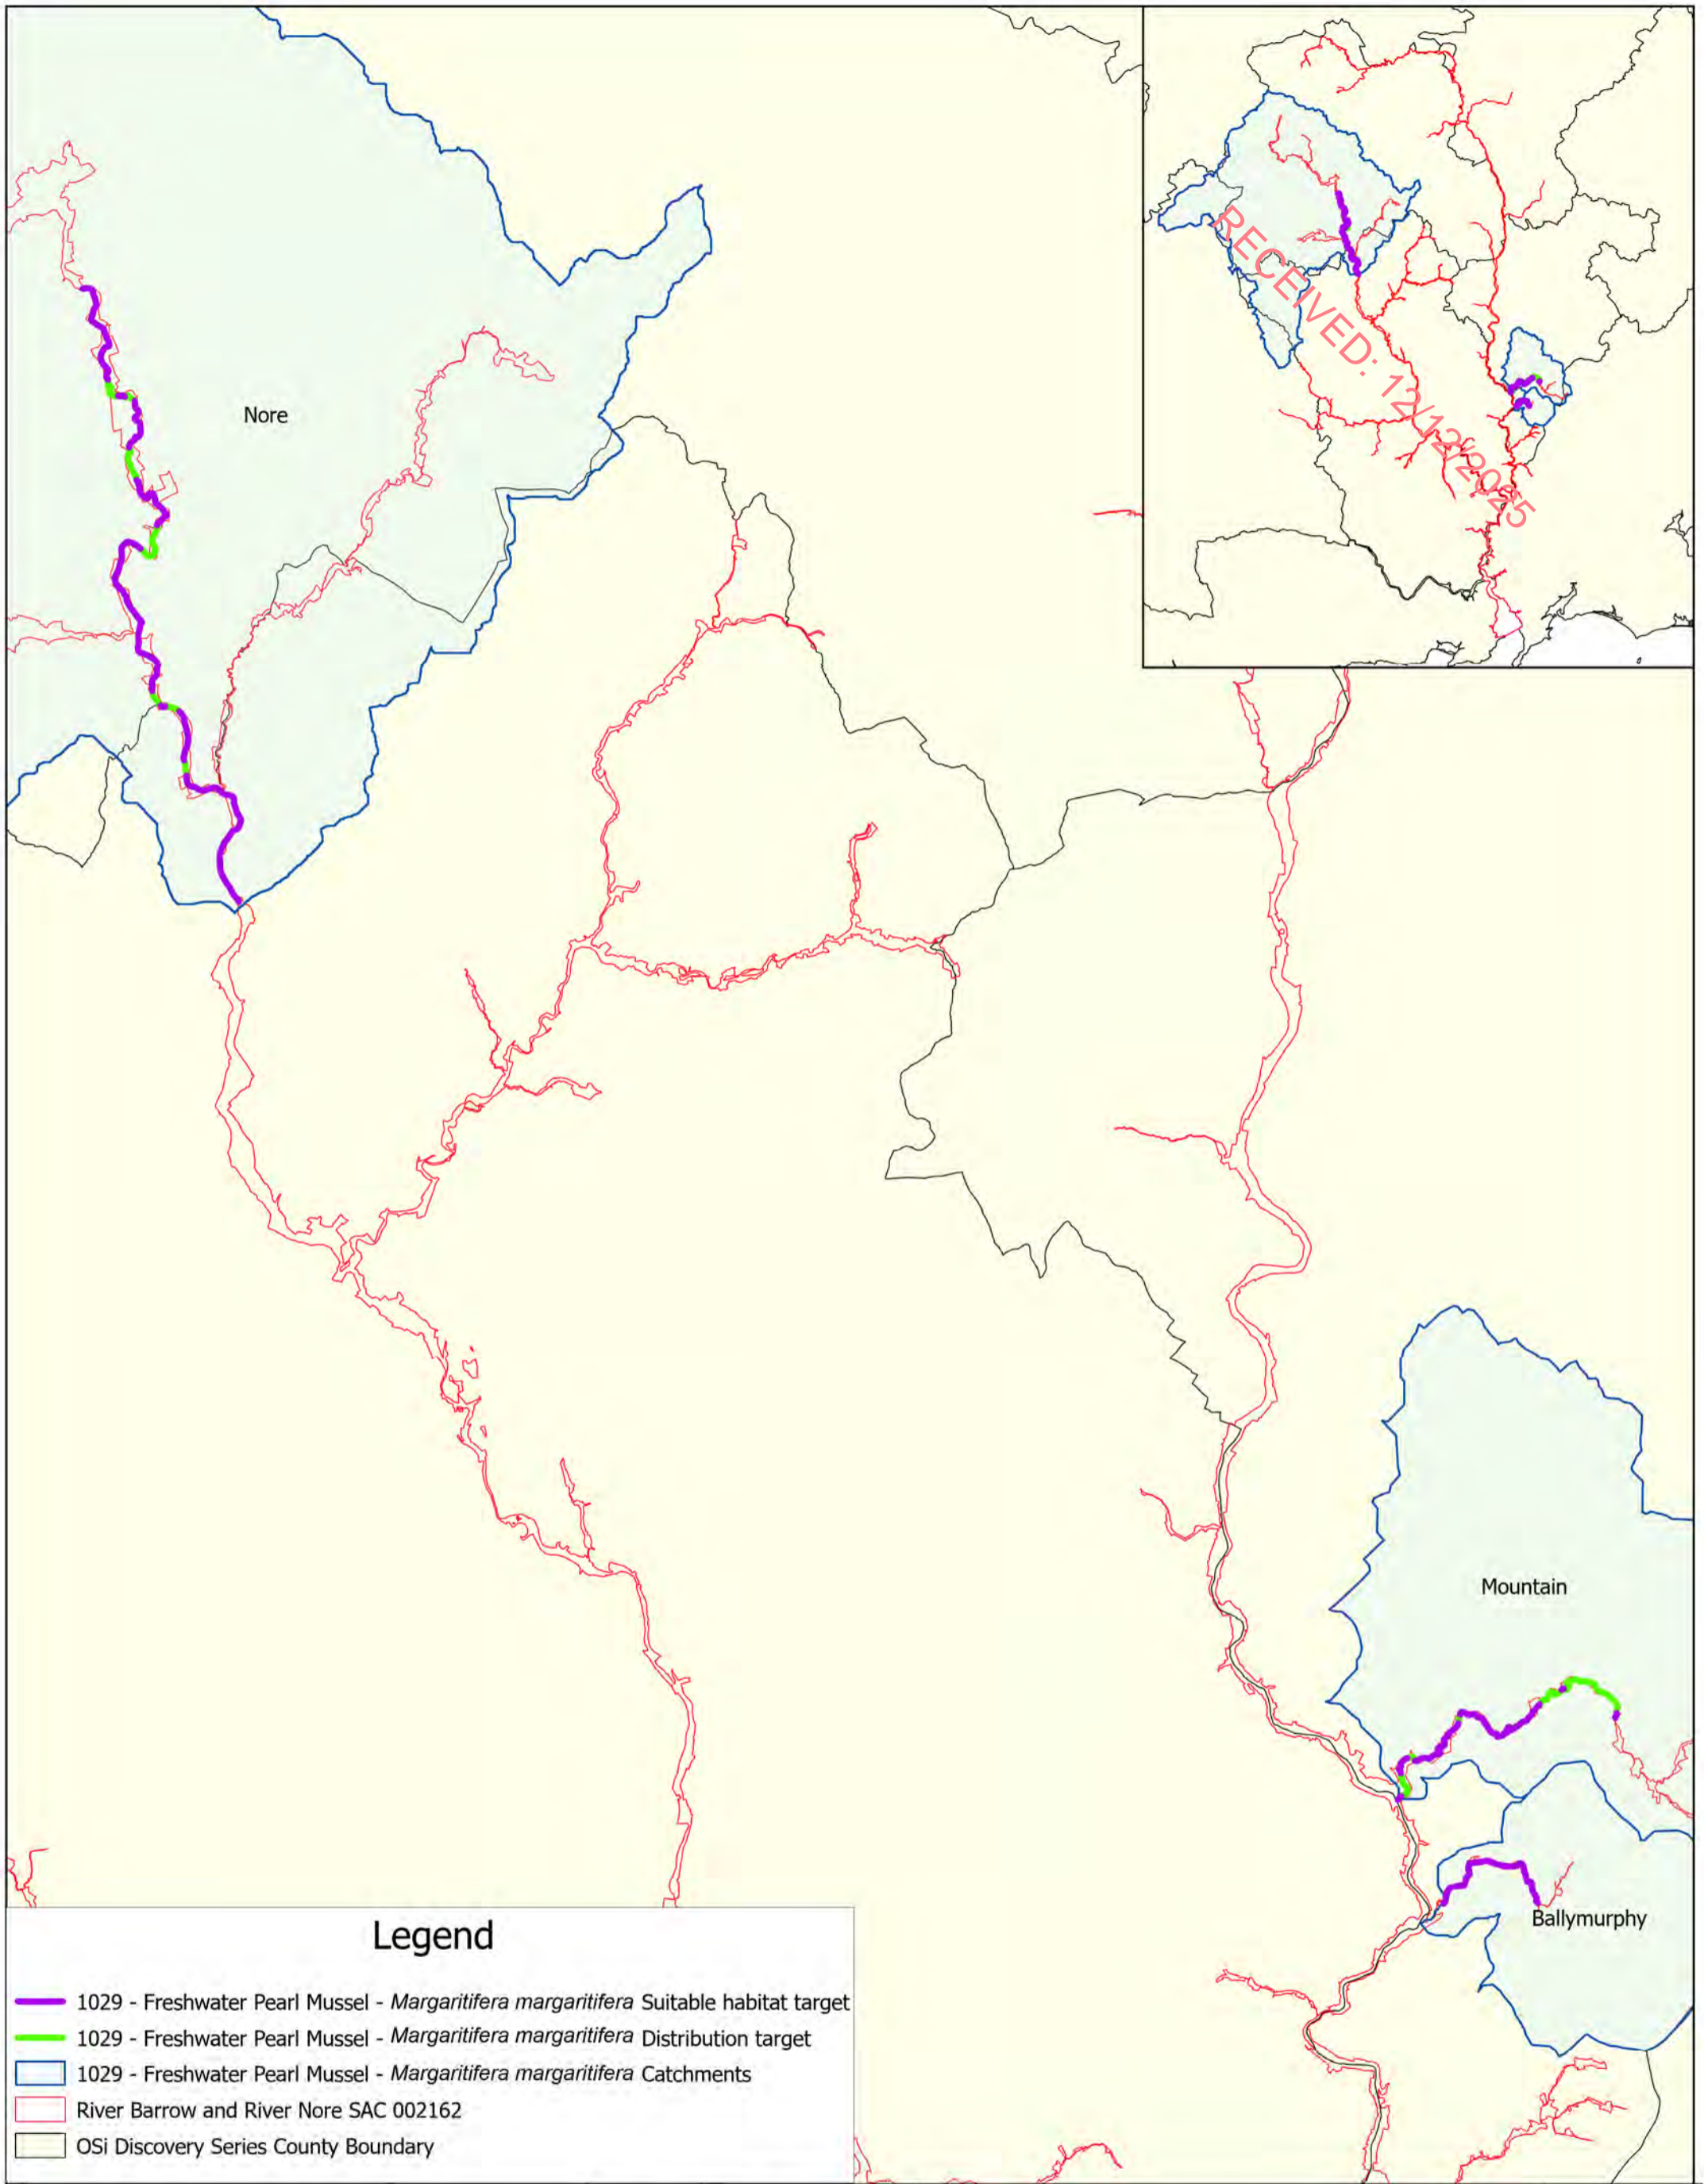 RECEIVED: 12/12/2025
Nore
Mountain
Ballymurphy
Legend
1029 - Freshwater Pearl Mussel - Margaritifera margaritifera Suitable habitat target
1029 - Freshwater Pearl Mussel - Margaritifera margaritifera Distribution target
1029 - Freshwater Pearl Mussel - Margaritifera margaritifera Catchments
River Barrow and River Nore SAC 002162
OSi Discovery Series County Boundary